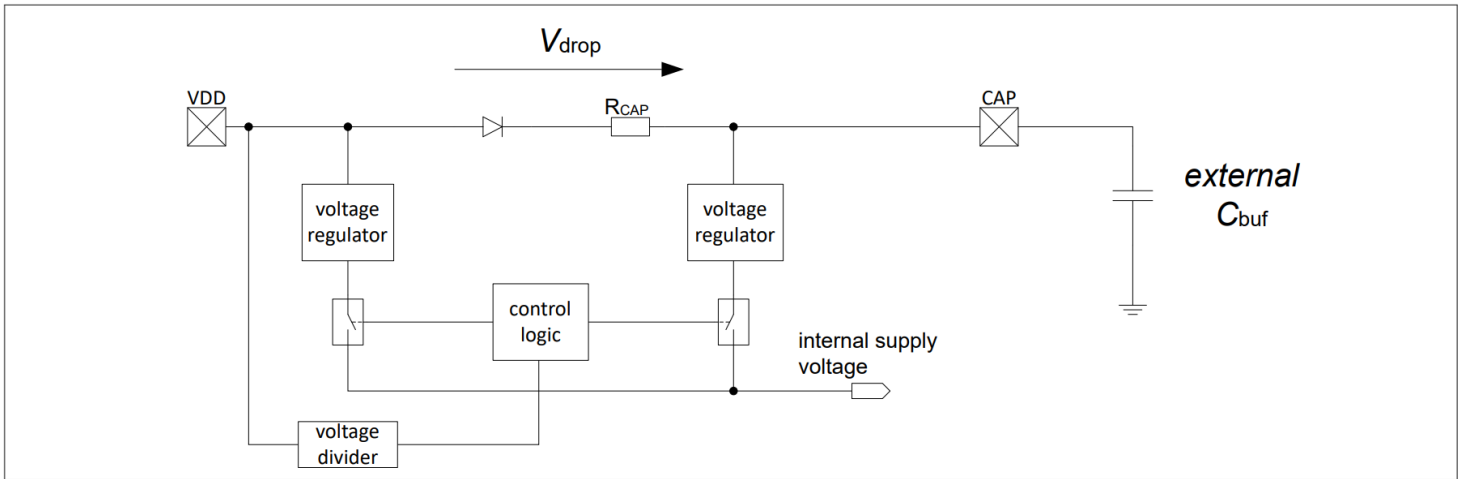 Vdrop
VDD
RCAP
CAP
voltage
regulator
voltage
regulator
external
Cbuf
control
logic
internal supply
voltage
voltage
divider